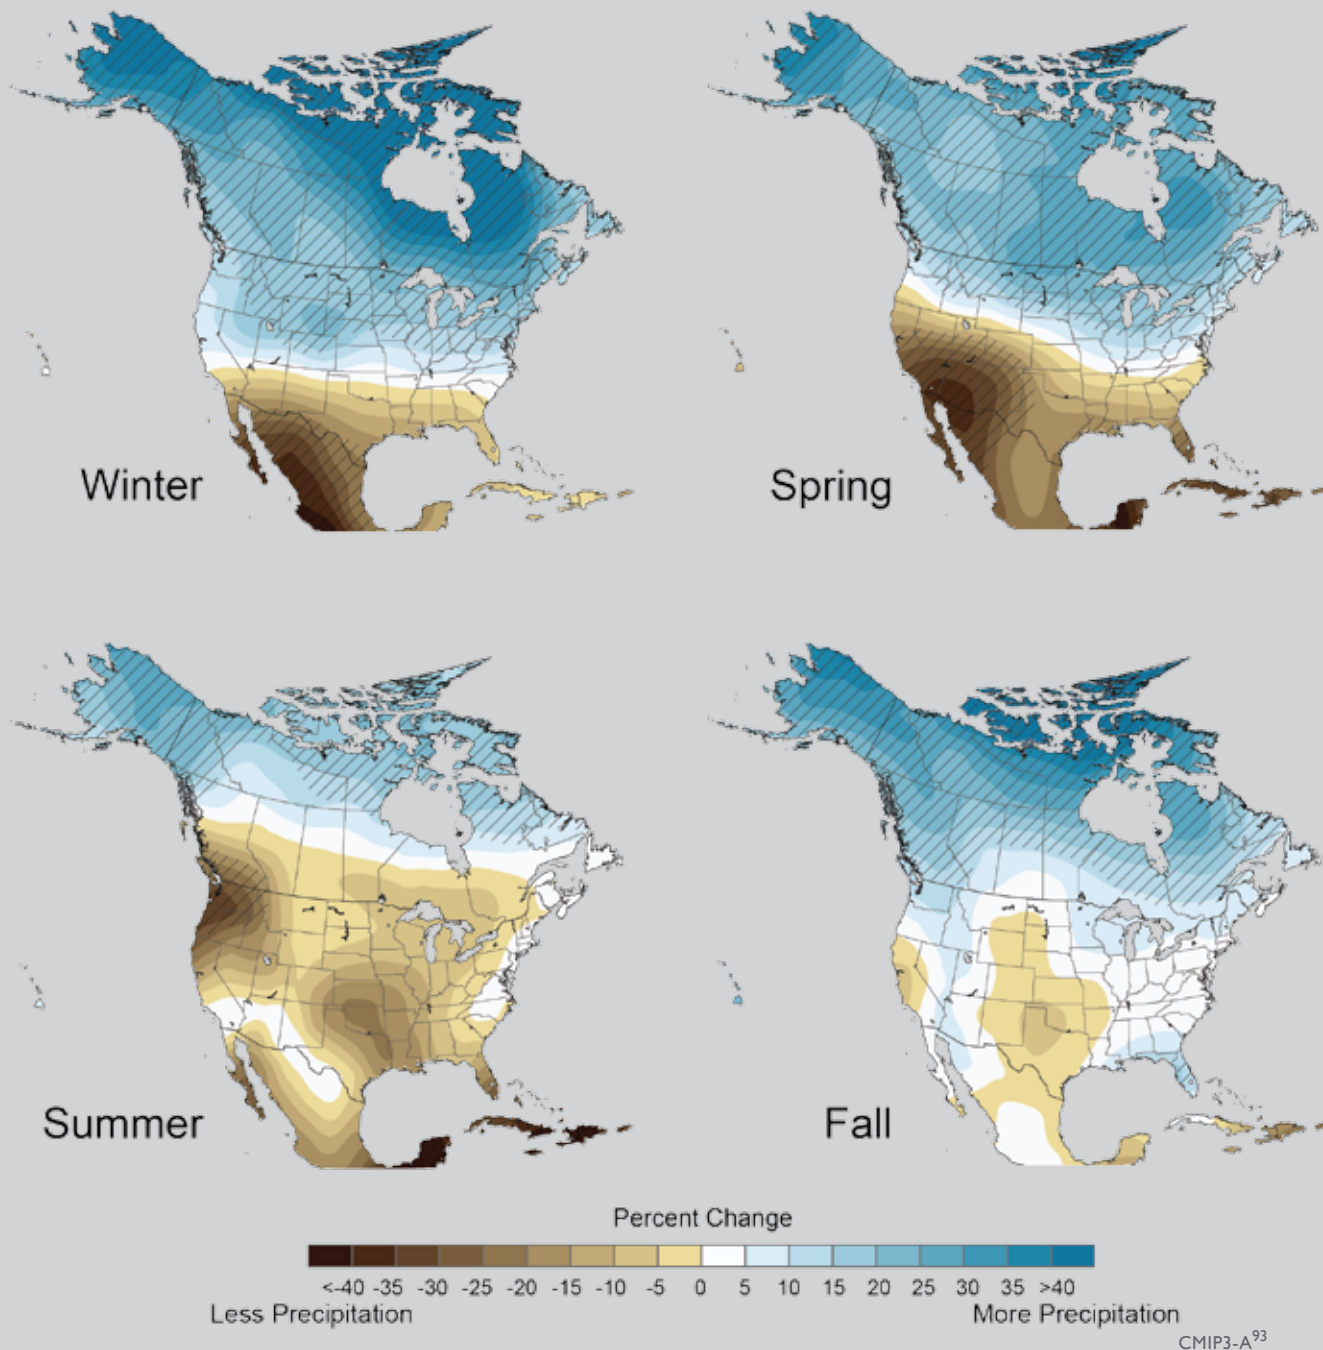 Winter
Spring
Summer
Fall
Percent Change
<-40 -35 -30 -25 -20 -15 -10 -5 0 5 10 15 20 25 30 35 >40
Less Precipitation
More Precipitation
CMIP3-A93